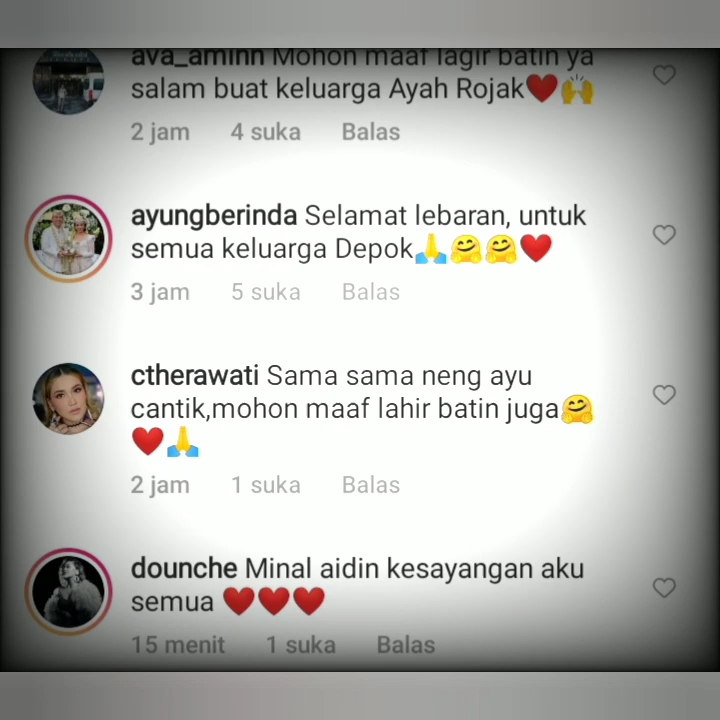 ava_aminn Mohon maaf lagir batin ya
salam buat keluarga Ayah Rojak❤️🙌
2 jam 4 suka Balas
ayungberinda Selamat lebaran, untuk
semua keluarga Depok🙏🤗🤗❤️
3 jam 5 suka Balas
ctherawati Sama sama neng ayu
cantik,mohon maaf lahir batin juga🤗
❤️🙏
2 jam 1 suka Balas
dounche Minal aidin kesayangan aku
semua ❤️❤️❤️
15 menit 1 suka Balas